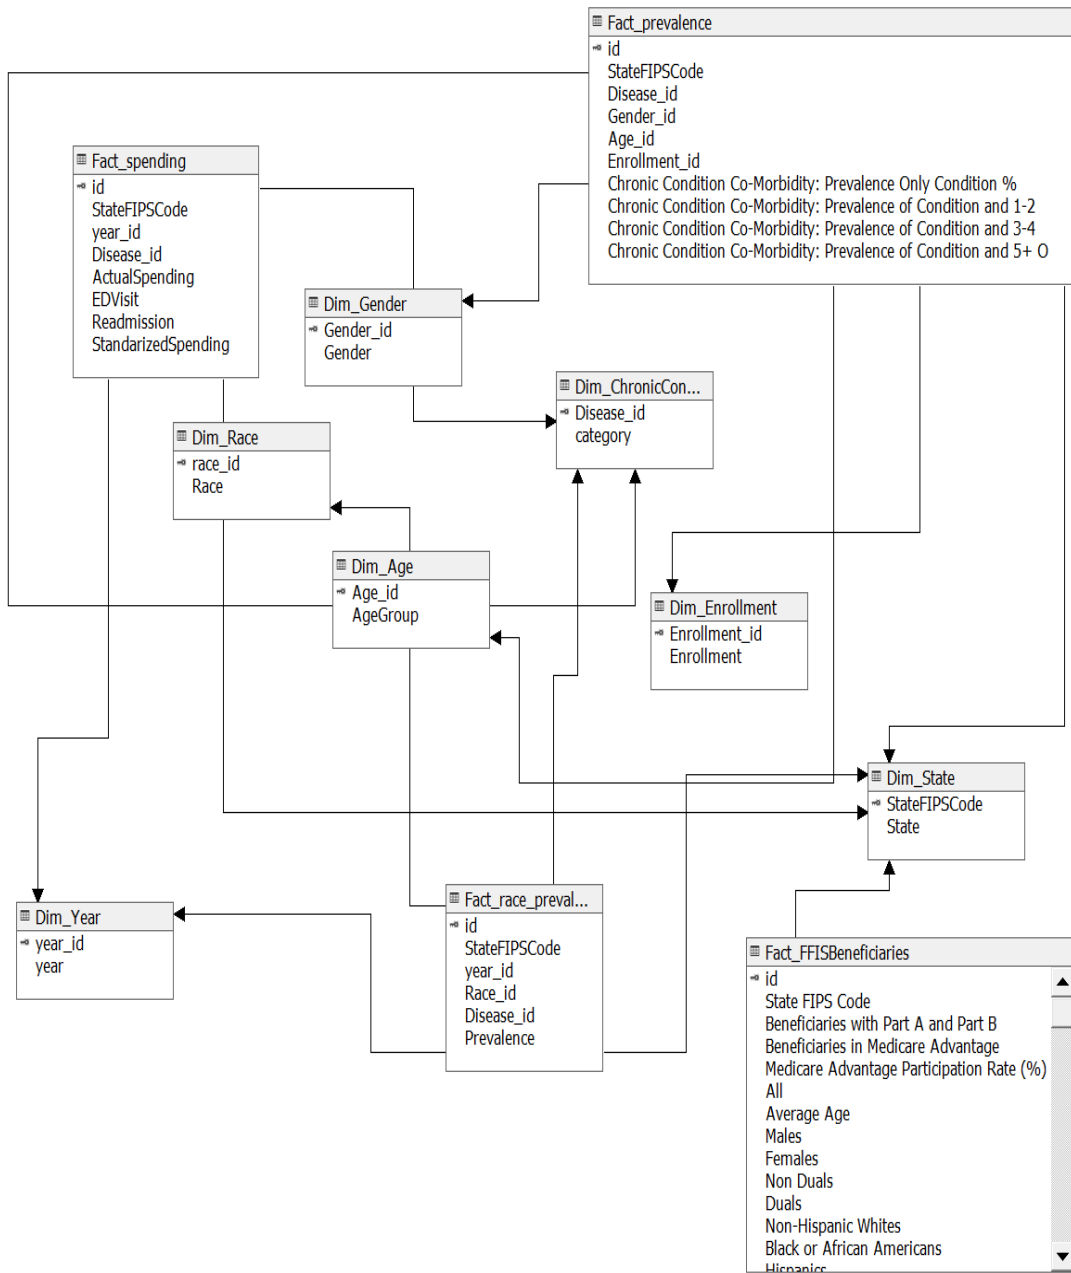 Fact_prevalence
id
StateFIPSCode
Disease_id
Gender_id
Age_id
Enrollment_id
Chronic Condition Co-Morbidity: Prevalence Only Condition %
Chronic Condition Co-Morbidity: Prevalence of Condition and 1-2
Chronic Condition Co-Morbidity: Prevalence of Condition and 3-4
Chronic Condition Co-Morbidity: Prevalence of Condition and 5+ O
Fact_spending
id
StateFIPSCode
year_id
Disease_id
ActualSpending
EDVisit
Readmission
StandarizedSpending
Dim_Gender
Gender_id
Gender
Dim_ChronicCon...
Disease_id
category
Dim_Race
race_id
Race
Dim_Age
Age_id
AgeGroup
Dim_Enrollment
Enrollment_id
Enrollment
Dim_State
StateFIPSCode
State
Dim_Year
year_id
year
Fact_race_preval...
id
StateFIPSCode
year_id
Race_id
Disease_id
Prevalence
Fact_FFISBeneficiaries
id
State FIPS Code
Beneficiaries with Part A and Part B
Beneficiaries in Medicare Advantage
Medicare Advantage Participation Rate (%)
All
Average Age
Males
Females
Non Duals
Duals
Non-Hispanic Whites
Black or African Americans
Hispanics